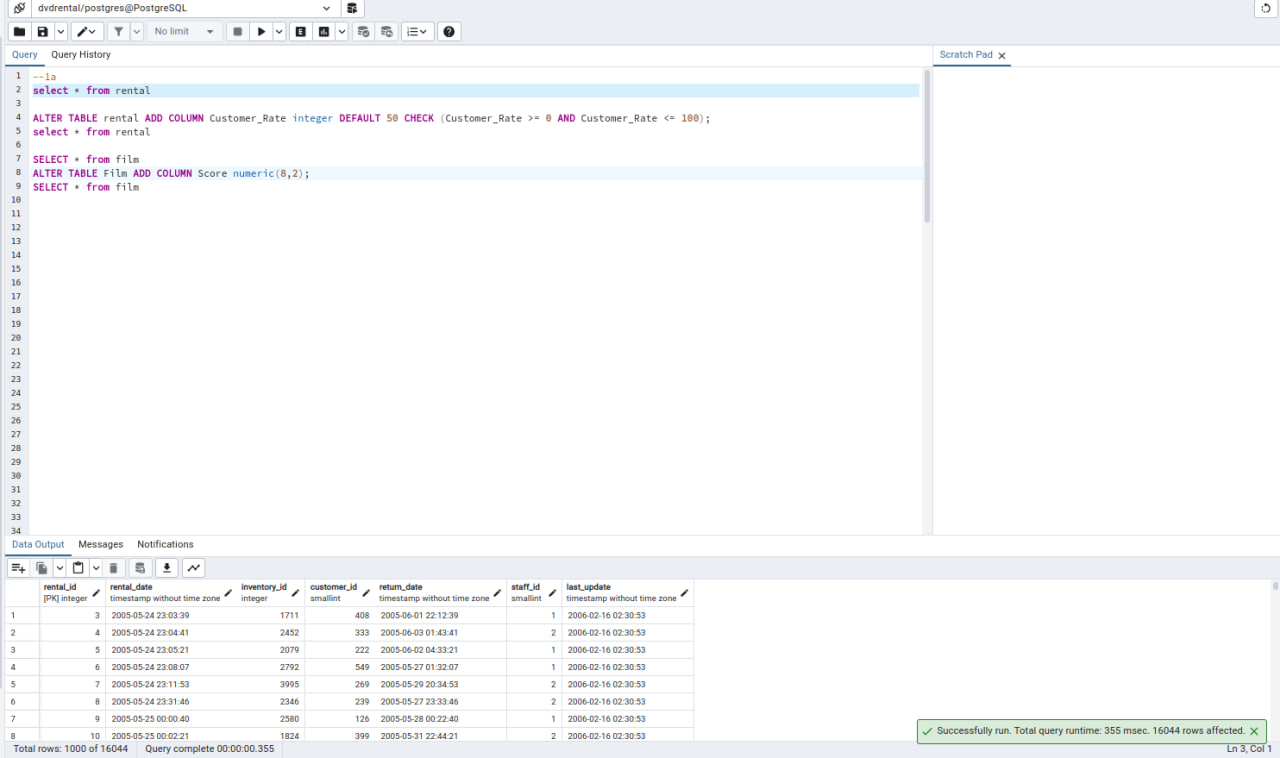 dvdrental/postgres@PostgreSQL
No limit
E
Query Query History
Scratch Pad
1 --1a
2 select * from rental
3
4 ALTER TABLE rental ADD COLUMN Customer_Rate integer DEFAULT 50 CHECK (Customer_Rate >= 0 AND Customer_Rate <= 100);
5 select * from rental
6
7 SELECT * from film
8 ALTER TABLE Film ADD COLUMN Score numeric(8,2);
9 SELECT * from film
10
11
12
13
14
15
16
17
18
19
20
21
22
23
24
25
26
27
28
29
30
31
32
33
34
Data Output Messages Notifications
rental_id rental_date inventory_id customer_id return_date staff_id last_update
[PK] integer timestamp without time zone integer smallint timestamp without time zone smallint timestamp without time zone
1 3 2005-05-24 23:03:39 1711 408 2005-06-01 22:12:39 1 2006-02-16 02:30:53
2 4 2005-05-24 23:04:41 2452 333 2005-06-03 01:43:41 2 2006-02-16 02:30:53
3 5 2005-05-24 23:05:21 2079 222 2005-06-02 04:33:21 1 2006-02-16 02:30:53
4 6 2005-05-24 23:08:07 2792 549 2005-05-27 01:32:07 1 2006-02-16 02:30:53
5 7 2005-05-24 23:11:53 3995 269 2005-05-29 20:34:53 2 2006-02-16 02:30:53
6 8 2005-05-24 23:31:46 2346 239 2005-05-27 23:33:46 2 2006-02-16 02:30:53
7 9 2005-05-25 00:00:40 2580 126 2005-05-28 00:22:40 1 2006-02-16 02:30:53
8 10 2005-05-25 00:02:21 1824 399 2005-05-31 22:44:21 2 2006-02-16 02:30:53
Successfully run. Total query runtime: 355 msec. 16044 rows affected.
Total rows: 1000 of 16044 Query complete 00:00:00.355 Ln 3, Col 1